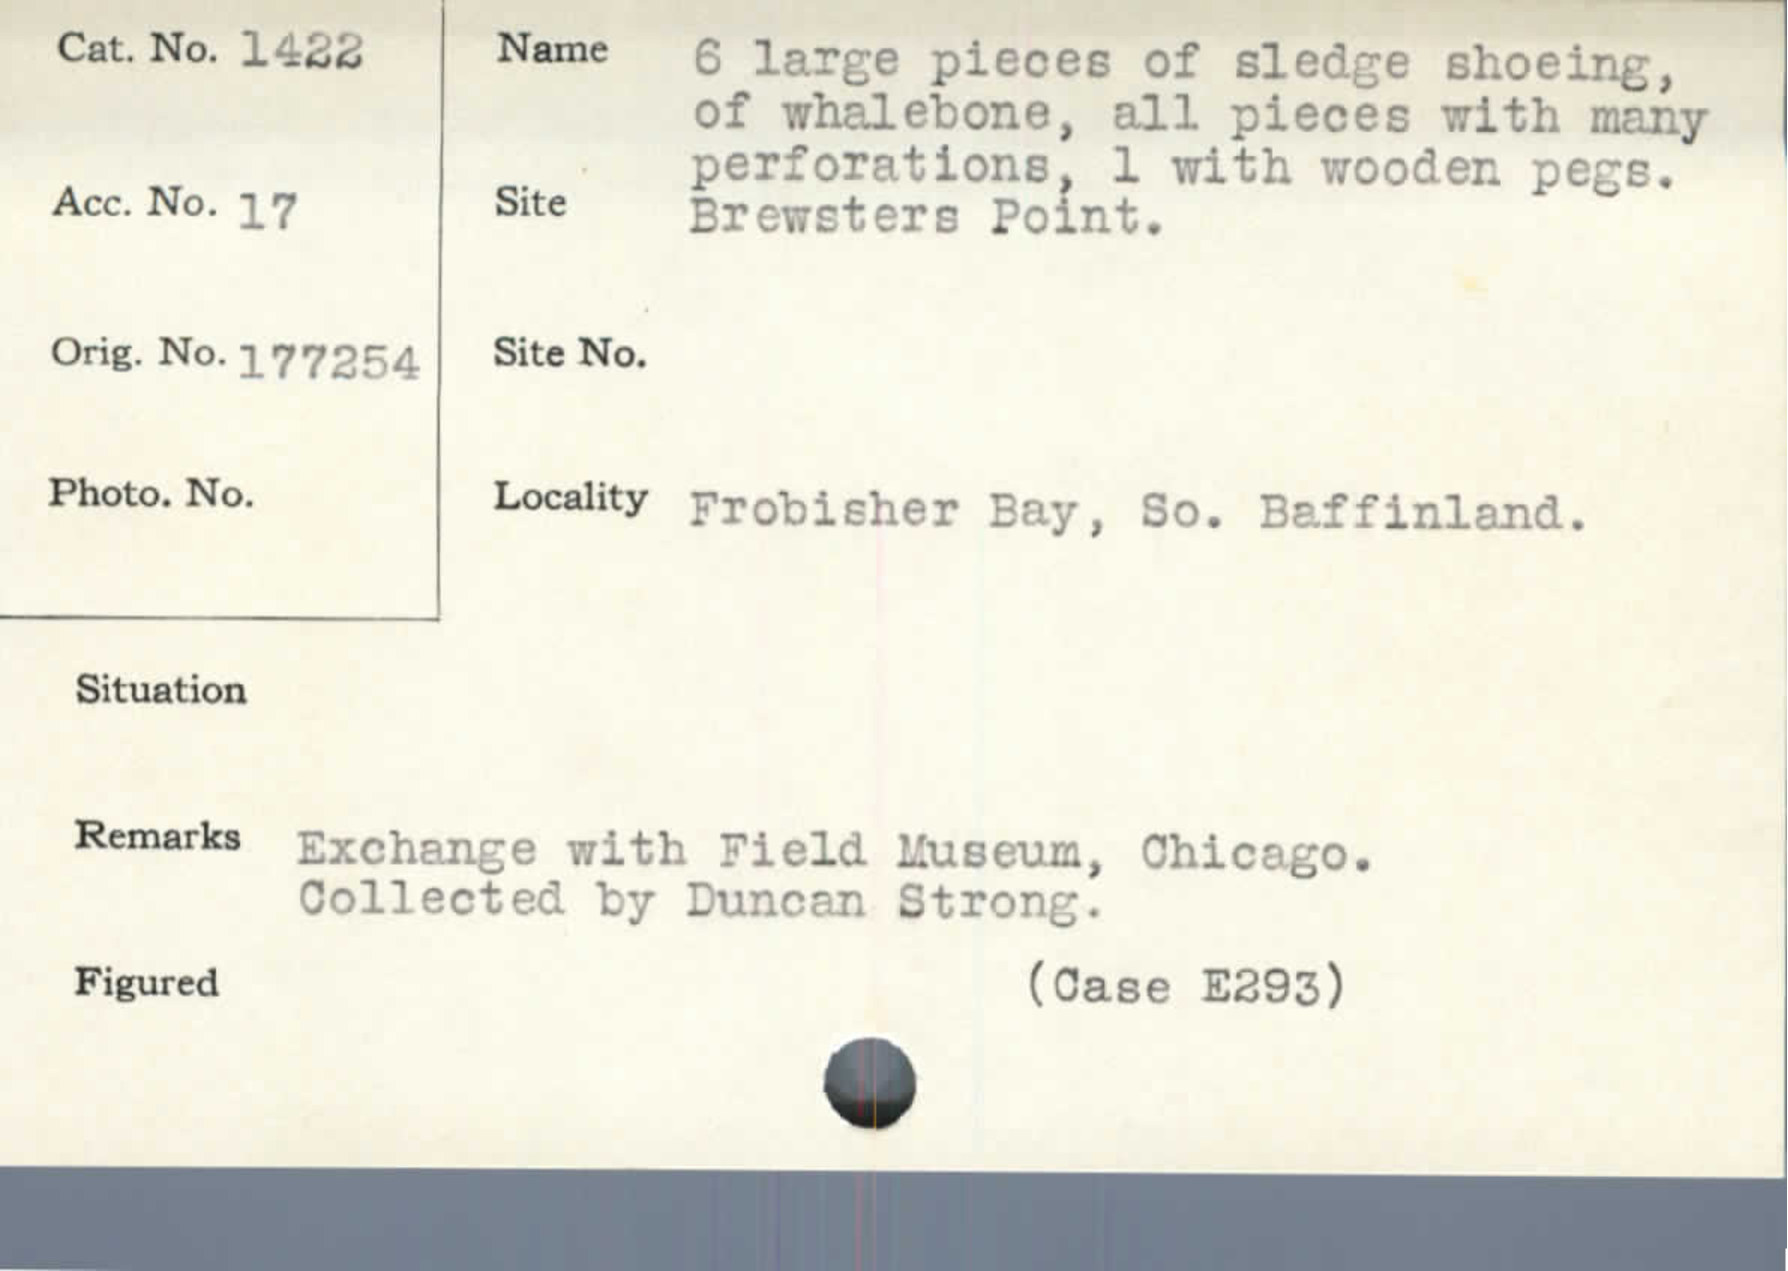 Cat. No. 1422
Name 6 large pieces of sledge shoeing,
of whalebone, all pieces with many
perforations, 1 with wooden pegs.
Acc. No. 17
Site Brewsters Point.
Orig. No. 177254
Site No.
Photo. No.
Locality Frobisher Bay, So. Baffinland.
Situation
Remarks Exchange with Field Museum, Chicago.
Collected by Duncan Strong.
Figured
(Case E293)